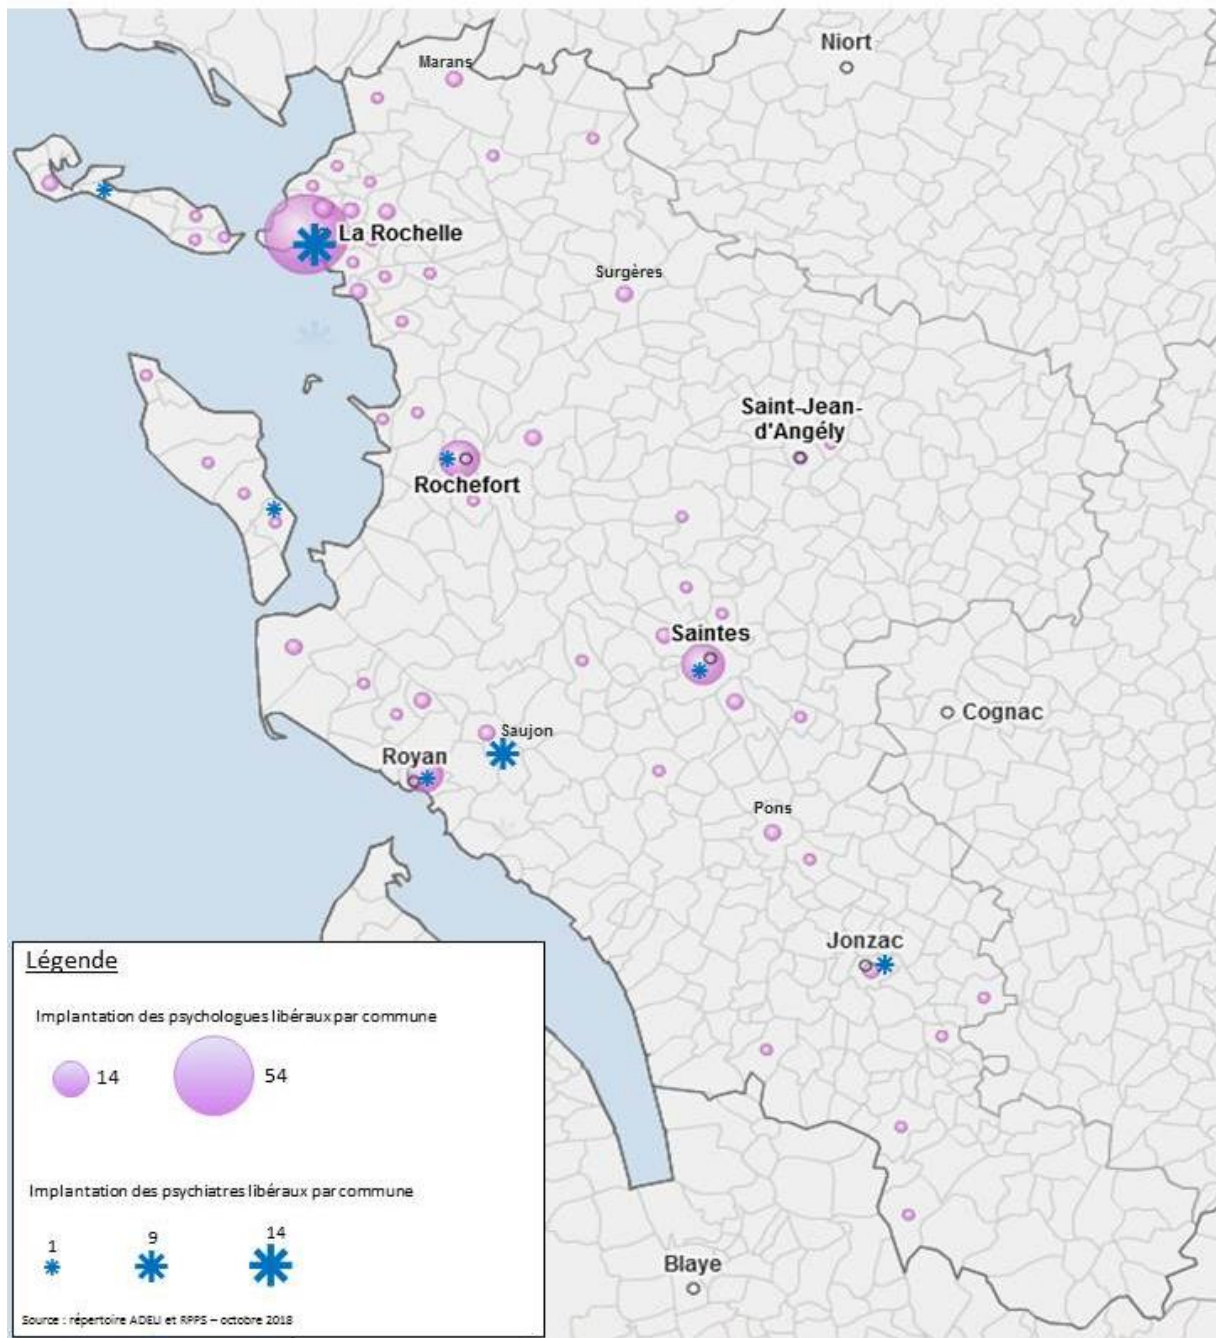 Niort
Marans
La Rochelle
Surgères
Saint-Jean-
d'Angély
Rochefort
Saintes
Cognac
Saujon
Royan
Pons
Jonzac
Blaye
Légende
Implantation des psychologues libéraux par commune
14
54
Implantation des psychiatres libéraux par commune
1
9
14
Source : répertoire ADELI et RPPS – octobre 2018